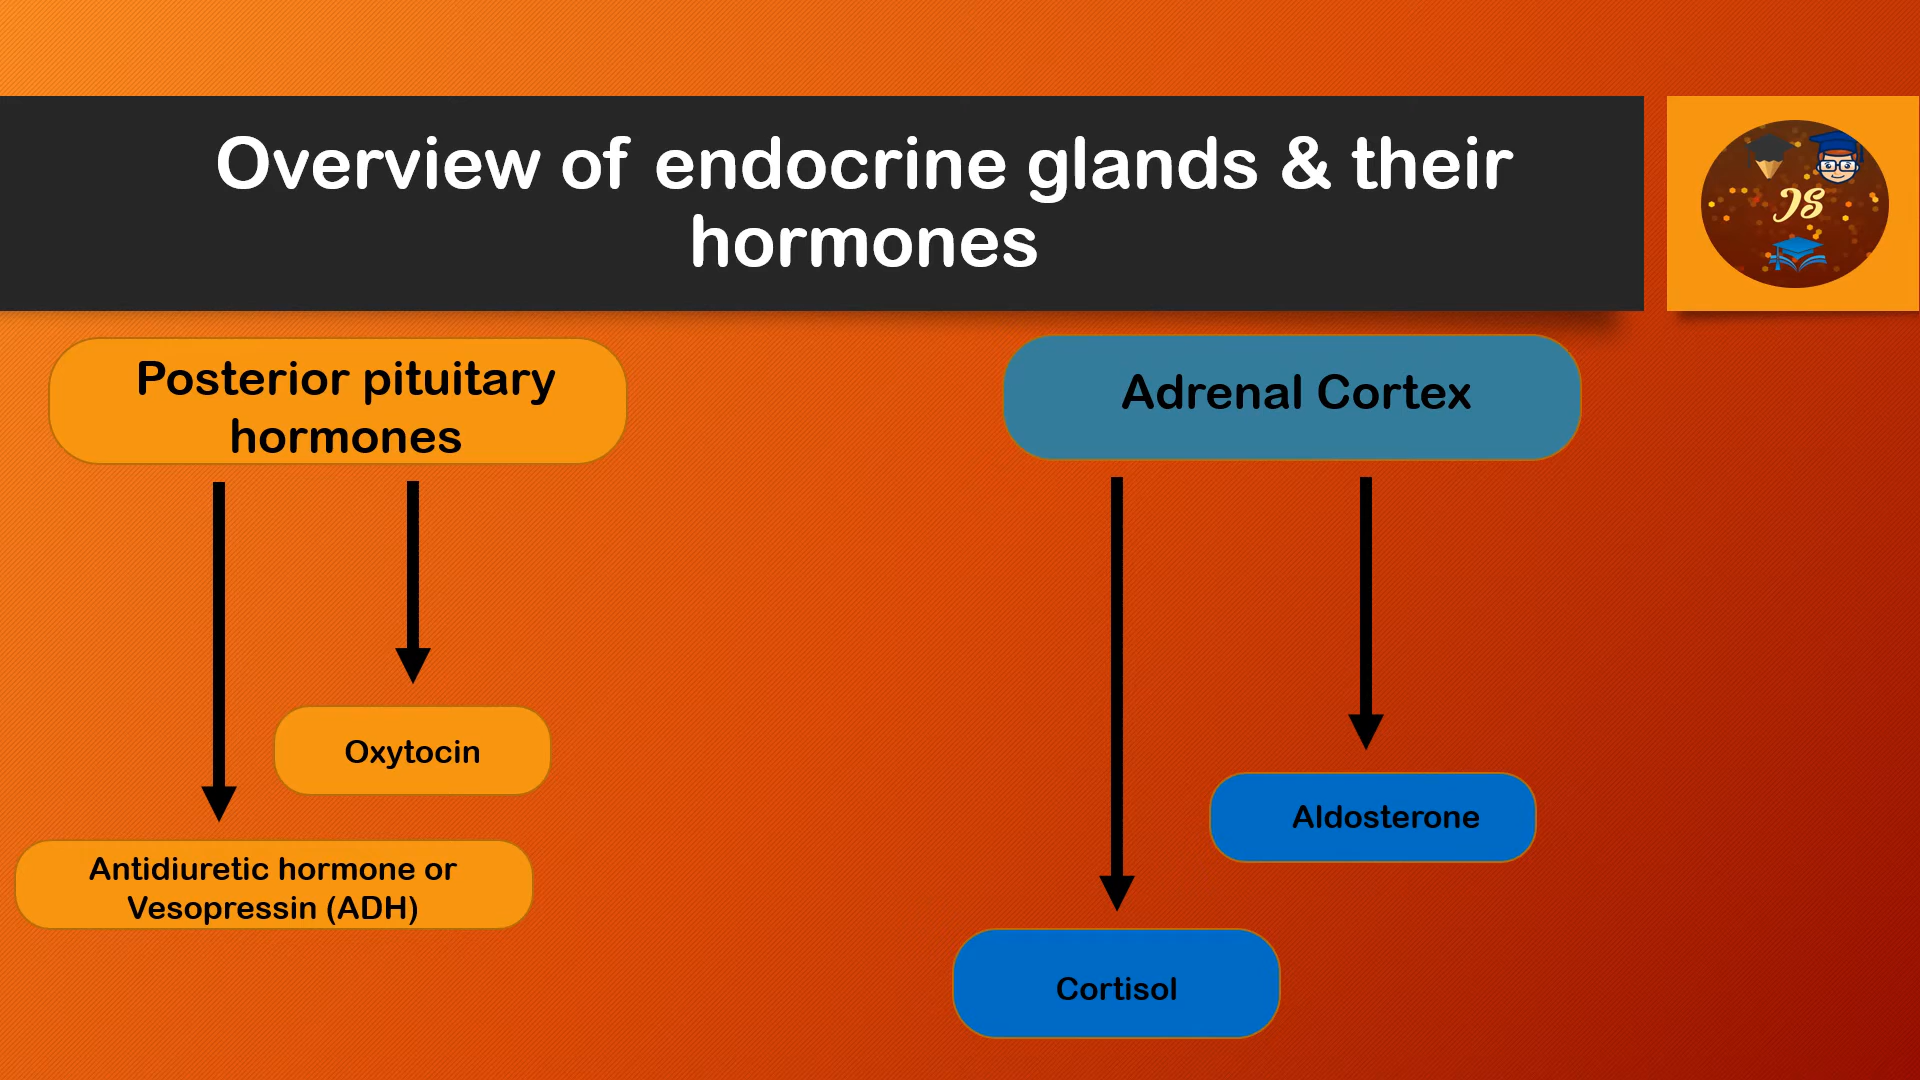 Overview of endocrine glands & their
hormones
JS
Posterior pituitary
hormones
Adrenal Cortex
Oxytocin
Aldosterone
Antidiuretic hormone or
Vesopressin (ADH)
Cortisol